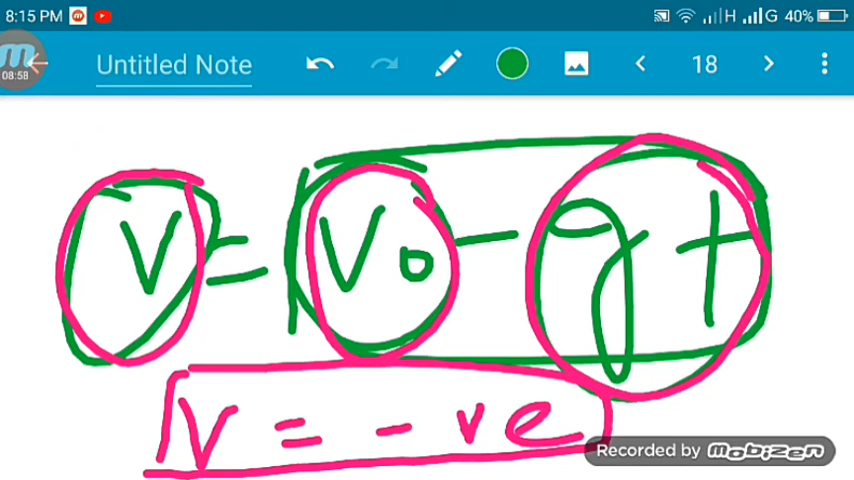 8:15 PM H G 40%
08:58 Untitled Note 18
V = V₀ - gt
V = - ve
Recorded by mobizen